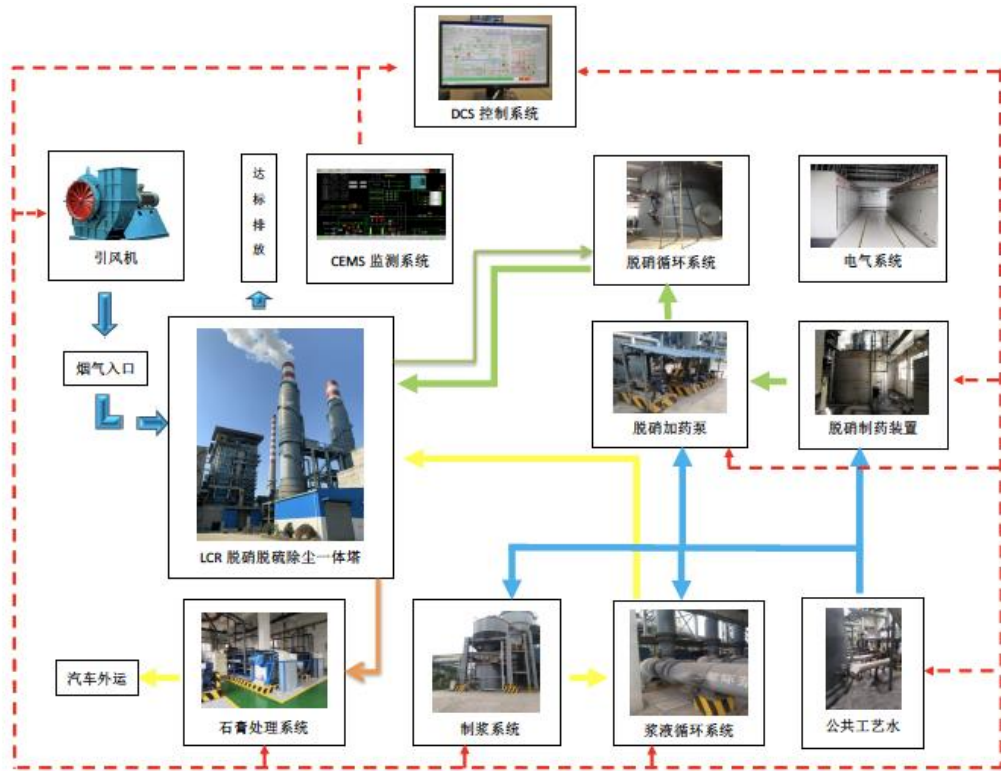 DCS 控制系统
引风机
达标排放
CEMS 监测系统
脱硝循环系统
电气系统
烟气入口
脱硝加药泵
脱硝制药装置
LCR 脱硝脱硫除尘一体塔
汽车外运
石膏处理系统
制浆系统
浆液循环系统
公共工艺水